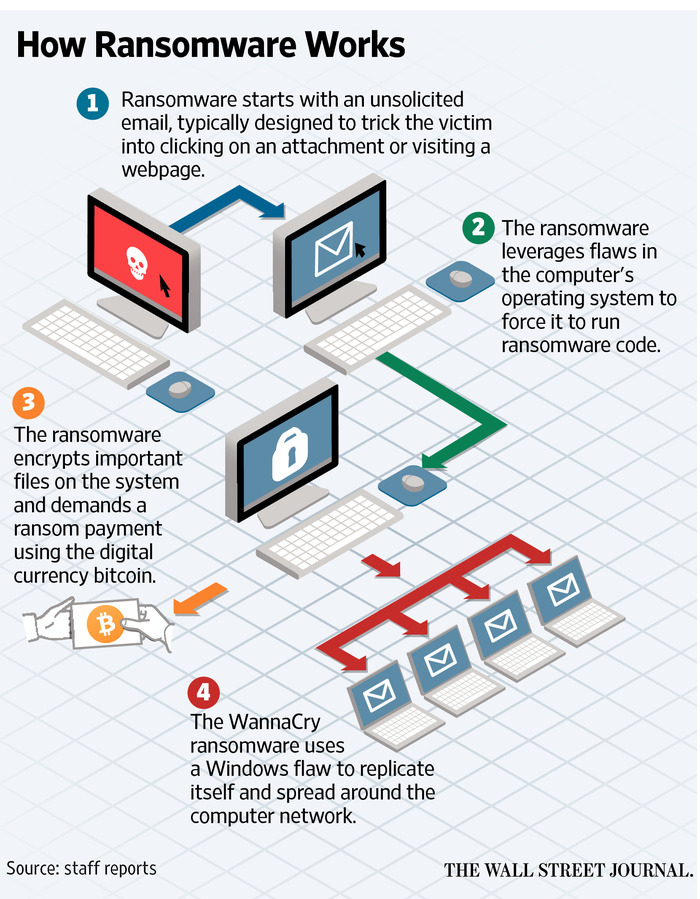 How Ransomware Works
1
Ransomware starts with an unsolicited
email, typically designed to trick the victim
into clicking on an attachment or visiting a
webpage.
2
The ransomware
leverages flaws in
the computer's
operating system to
force it to run
ransomware code.
3
The ransomware
encrypts important
files on the system
and demands a
ransom payment
using the digital
currency bitcoin.
4
The WannaCry
ransomware uses
a Windows flaw to replicate
itself and spread around the
computer network.
Source: staff reports
THE WALL STREET JOURNAL.